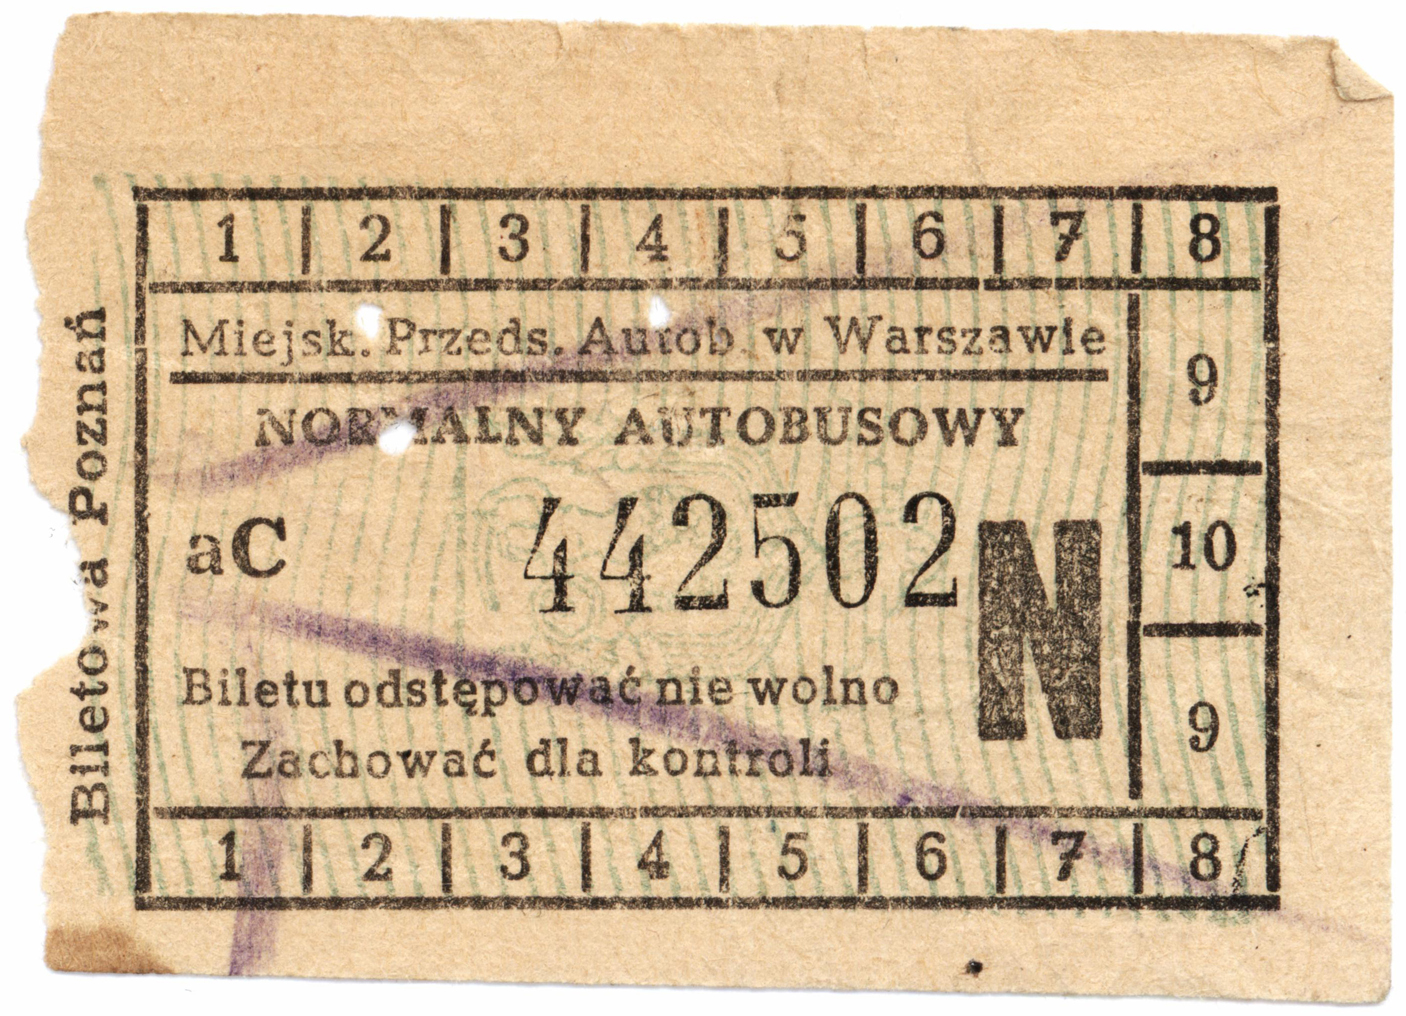 1 2 3 4 5 6 7 8
Miejsk. Przeds. Autob. w Warszawie
9
NORMALNY AUTOBUSOWY
aC 442502 N
10
Biletu odstępować nie wolno
9
Zachować dla kontroli
1 2 3 4 5 6 7 8
Biletowa Poznań